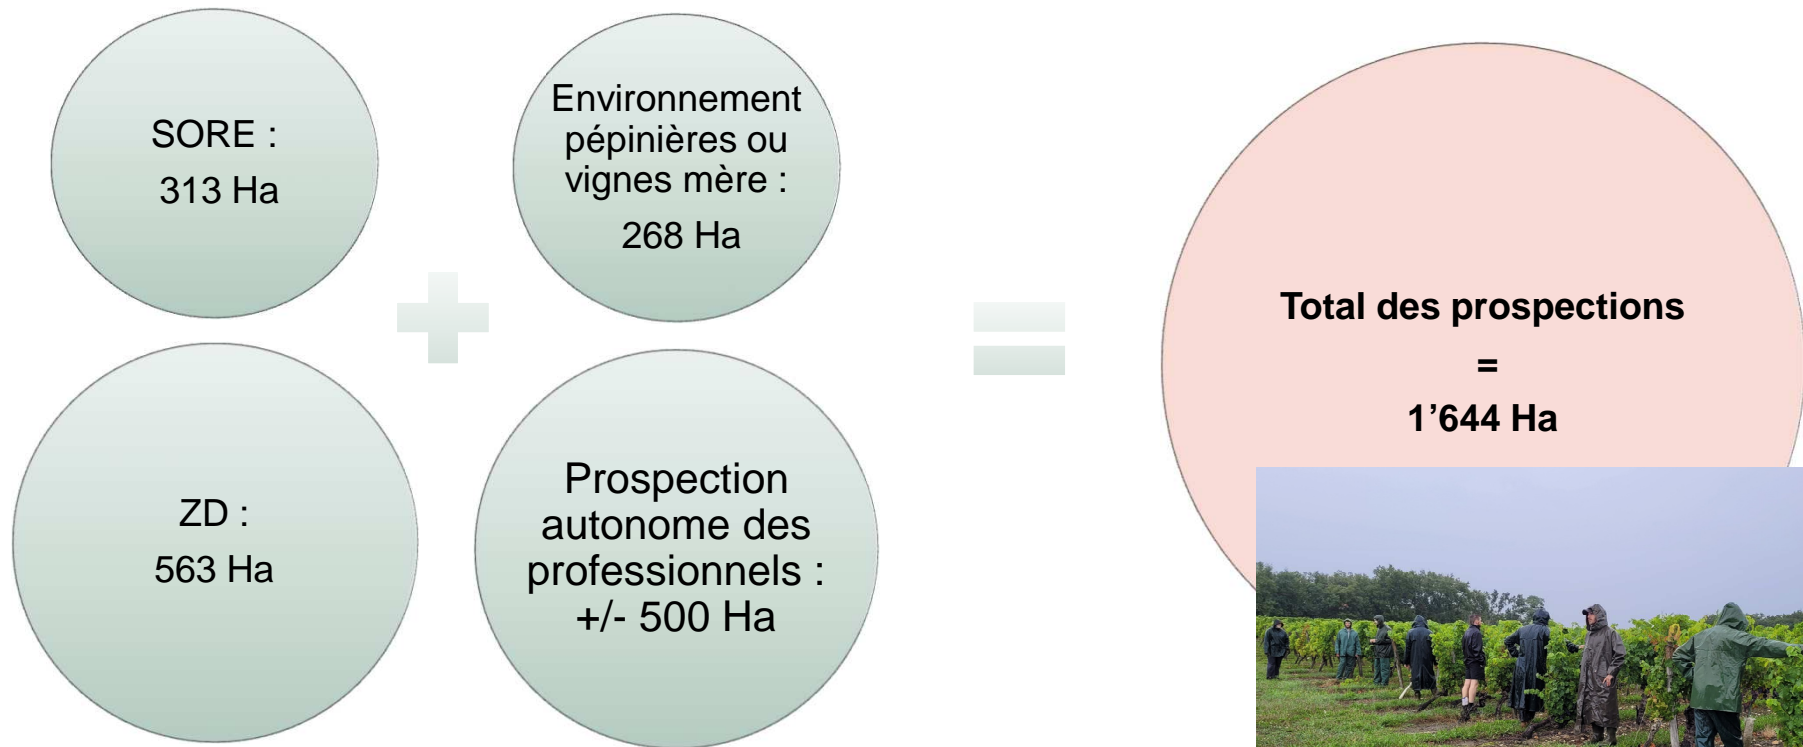 SORE :
313 Ha
Environnement
pépinières ou
vignes mère :
268 Ha
ZD :
563 Ha
Prospection
autonome des
professionnels :
+/- 500 Ha
Total des prospections
=
1’644 Ha